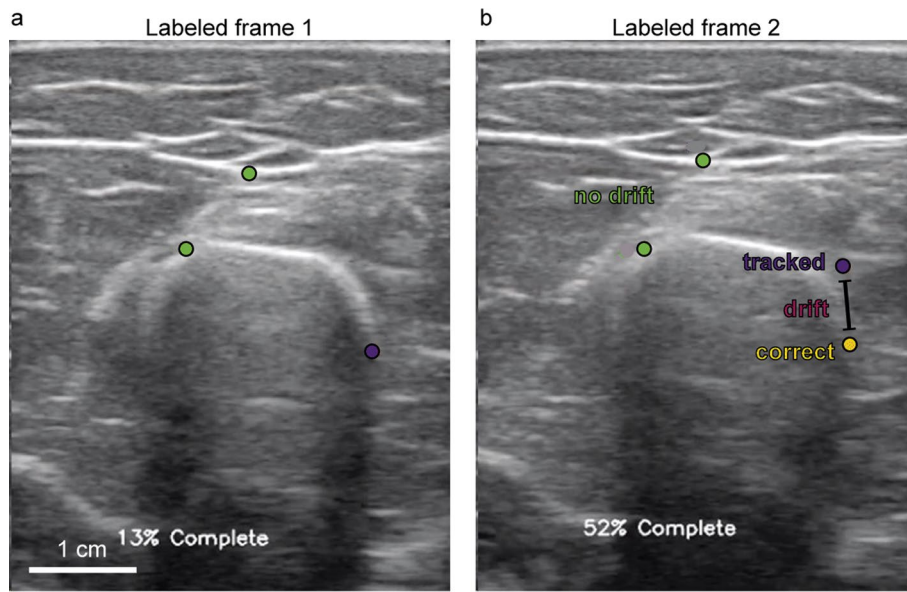 a
Labeled frame 1
13% Complete
1 cm
b
Labeled frame 2
no drift
tracked
drift
correct
52% Complete